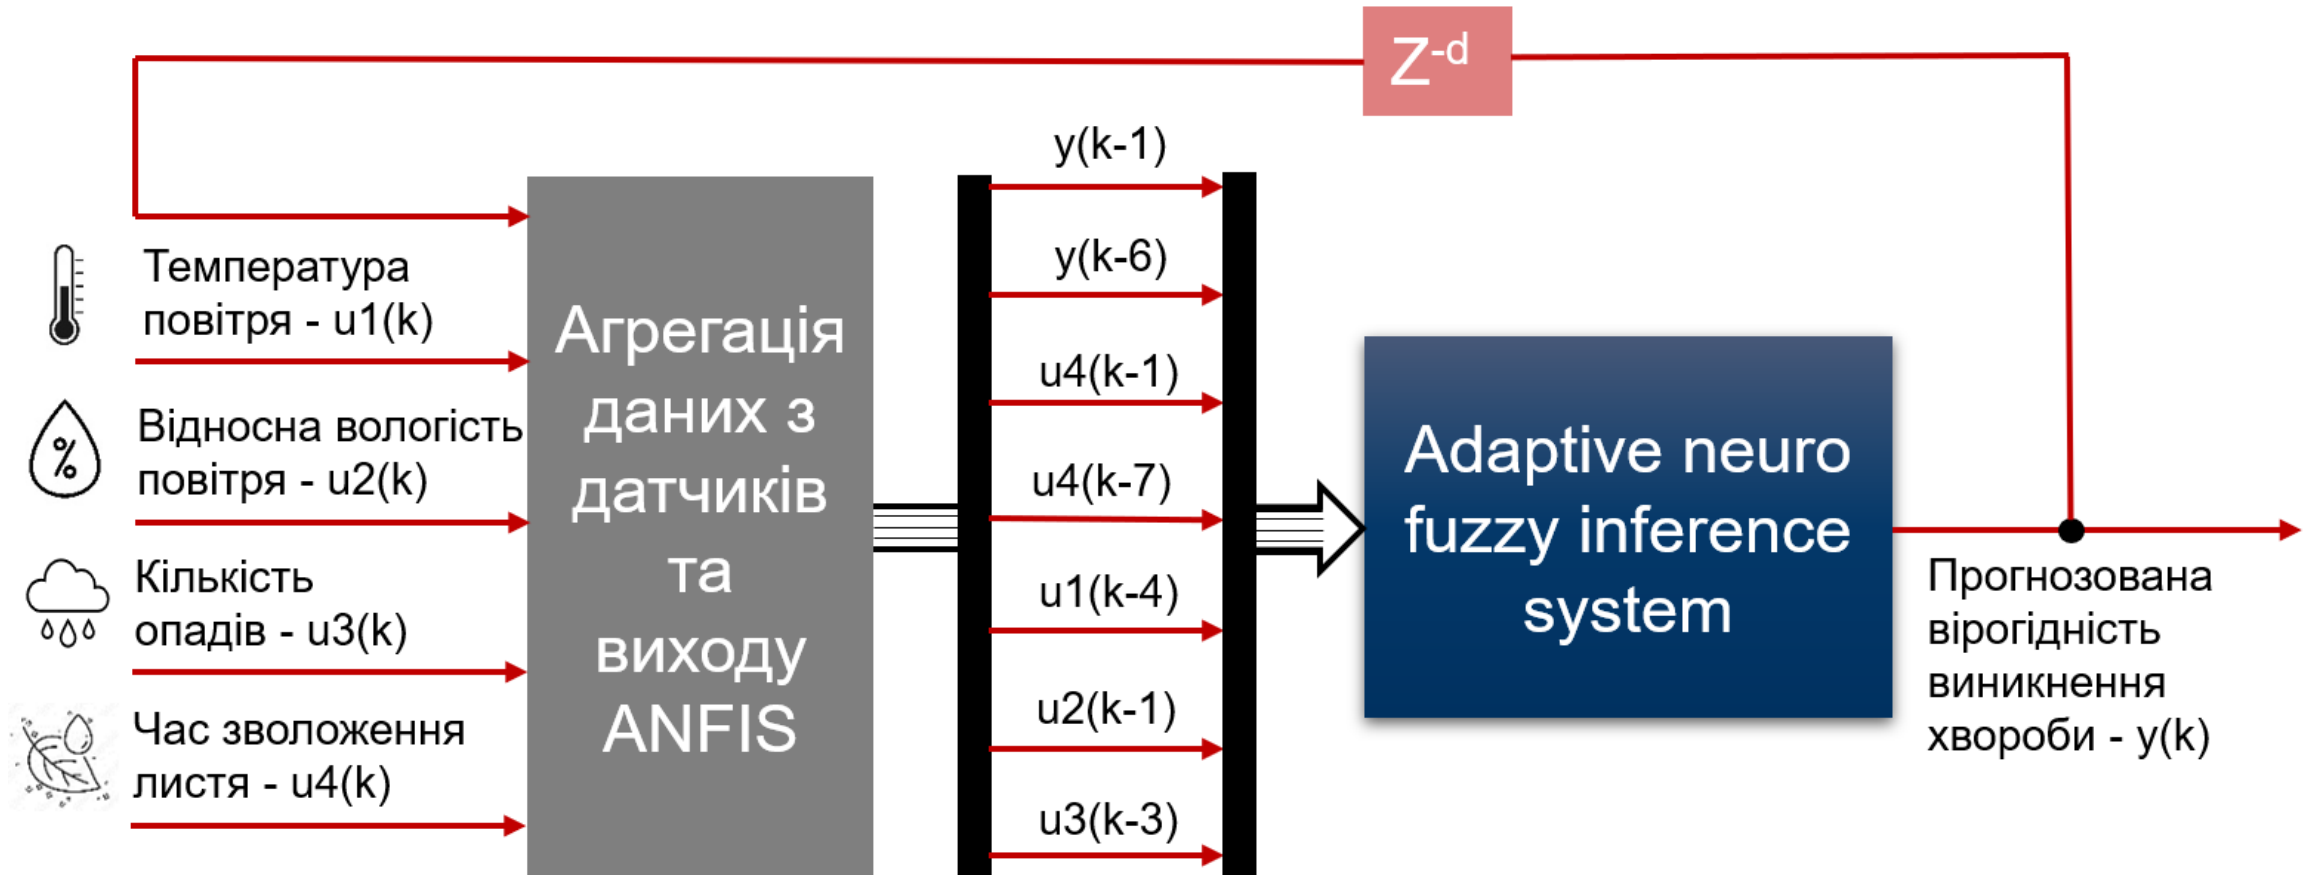 Z-d
Температура
повітря - u1(k)
Відносна вологість
повітря - u2(k)
%
Кількість
опадів - u3(k)
Час зволоження
листя - u4(k)
Агрегація
даних з
датчиків
та
виходу
ANFIS
y(k-1)
y(k-6)
u4(k-1)
u4(k-7)
u1(k-4)
u2(k-1)
u3(k-3)
Adaptive neuro
fuzzy inference
system
Прогнозована
вірогідність
виникнення
хвороби - y(k)